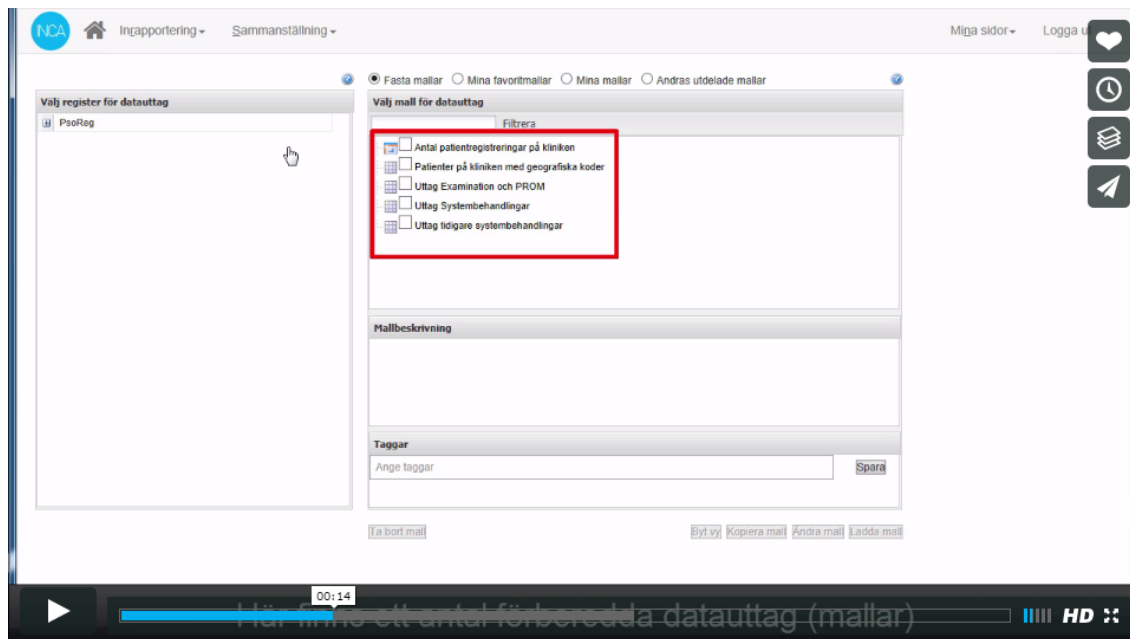 INCA Inrapportering Sammanställning Mina sidor Logga u
Fasta mallar Mina favoritmallar Mina mallar Andras utdelade mallar
Välj register för datauttag
PsoReg
Välj mall för datauttag
Filtrera
Antal patientregistreringar på kliniken
Patienter på kliniken med geografiska koder
Uttag Examination och PROM
Uttag Systembehandlingar
Uttag tidigare systembehandlingar
Mallbeskrivning
Taggar
Ange taggar Spara
Ta bort mall Byt vy Kopiera mall Ändra mall Ladda mall
00:14
Här finns ett antal förberedda datauttag (mallar)
HD